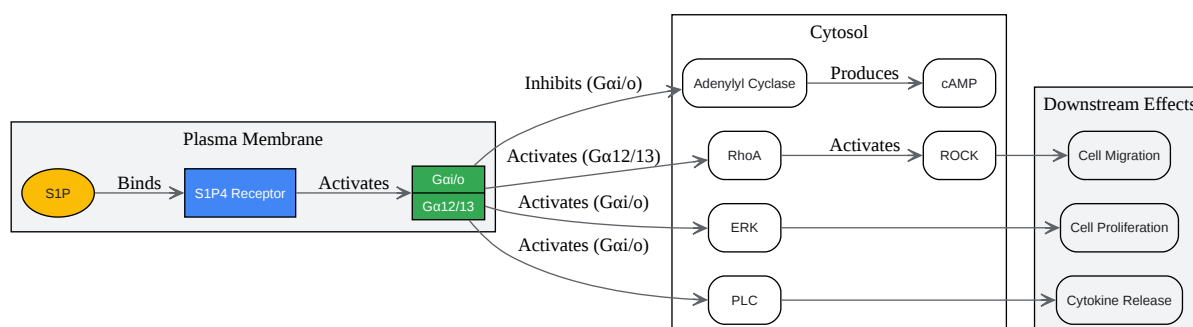 Cytosol
Inhibits (Gαi/o)
Adenylyl Cyclase
Produces
cAMP
Downstream Effects
Plasma Membrane
Activates (Gα12/13)
RhoA
Activates
ROCK
Cell Migration
S1P
Binds
S1P4 Receptor
Activates
Gαi/o
Gα12/13
Activates (Gαi/o)
ERK
Cell Proliferation
Activates (Gαi/o)
PLC
Cytokine Release